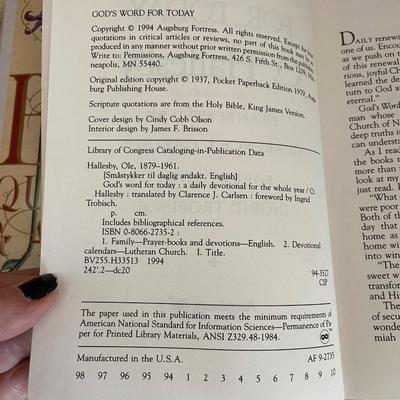 GOD'S WORD FOR TODAY
Copyright © 1994 Augsburg Fortress. All rights reserved. Except for brief
quotations in critical articles or reviews, no part of this book may be re-
produced in any manner without prior written permission from the publisher.
Write to: Permissions, Augsburg Fortress, 426 S. Fifth St., Box 1209, Min-
neapolis, MN 55440.
Original edition copyright © 1937, Pocket Paperback Edition 1979, Augs-
burg Publishing House.
Scripture quotations are from the Holy Bible, King James Version.
Cover design by Cindy Cobb Olson
Interior design by James F. Brisson
Library of Congress Cataloging-in-Publication Data
Hallesby, Ole, 1879–1961.
[Småstykker til daglig andakt. English]
God's word for today : a daily devotional for the whole year / O.
Hallesby : translated by Clarence J. Carlsen : foreword by Ingrid
Trobisch.
p. cm.
Includes bibliographical references.
ISBN 0-8066-2735-2 :
1. Family—Prayer-books and devotions—English. 2. Devotional
calendars—Lutheran Church. I. Title.
BV255.H33513 1994
242'.2—dc20 94-3527
CIP
The paper used in this publication meets the minimum requirements of
American National Standard for Information Sciences—Permanence of Pa-
per for Printed Library Materials, ANSI Z329.48-1984.
Manufactured in the U.S.A. AF 9-2735
98 97 96 95 94 1 2 3 4 5 6 7 8 9 10
DAILY renewa
one of us. Encou
as we push on t
of this renewal
rious, joyful Ch
learned the de
turn to God a
eternal."
God's Word
man whose
Church of N
deep truths i
can underst
As I rea
the books
more tha
look at my
just read.
"What
were poor
Both of th
that day
home as
home wi
into win
"The
sweet w
transfor
and Hi
The
of secu
wonde
miah